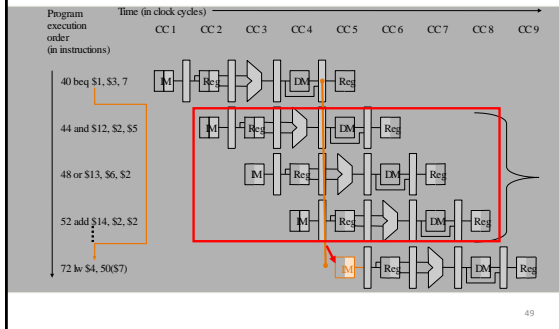 Program
execution
order
(in instructions)
Time (in clock cycles)
CC 1 CC 2 CC 3 CC 4 CC 5 CC 6 CC 7 CC 8 CC 9
40 beq $1, $3, 7
IM Reg DM Reg
44 and $12, $2, $5
IM Reg DM Reg
48 or $13, $6, $2
IM Reg DM Reg
52 add $14, $2, $2
IM Reg DM Reg
72 lw $4, 50($7)
IM Reg DM Reg
49